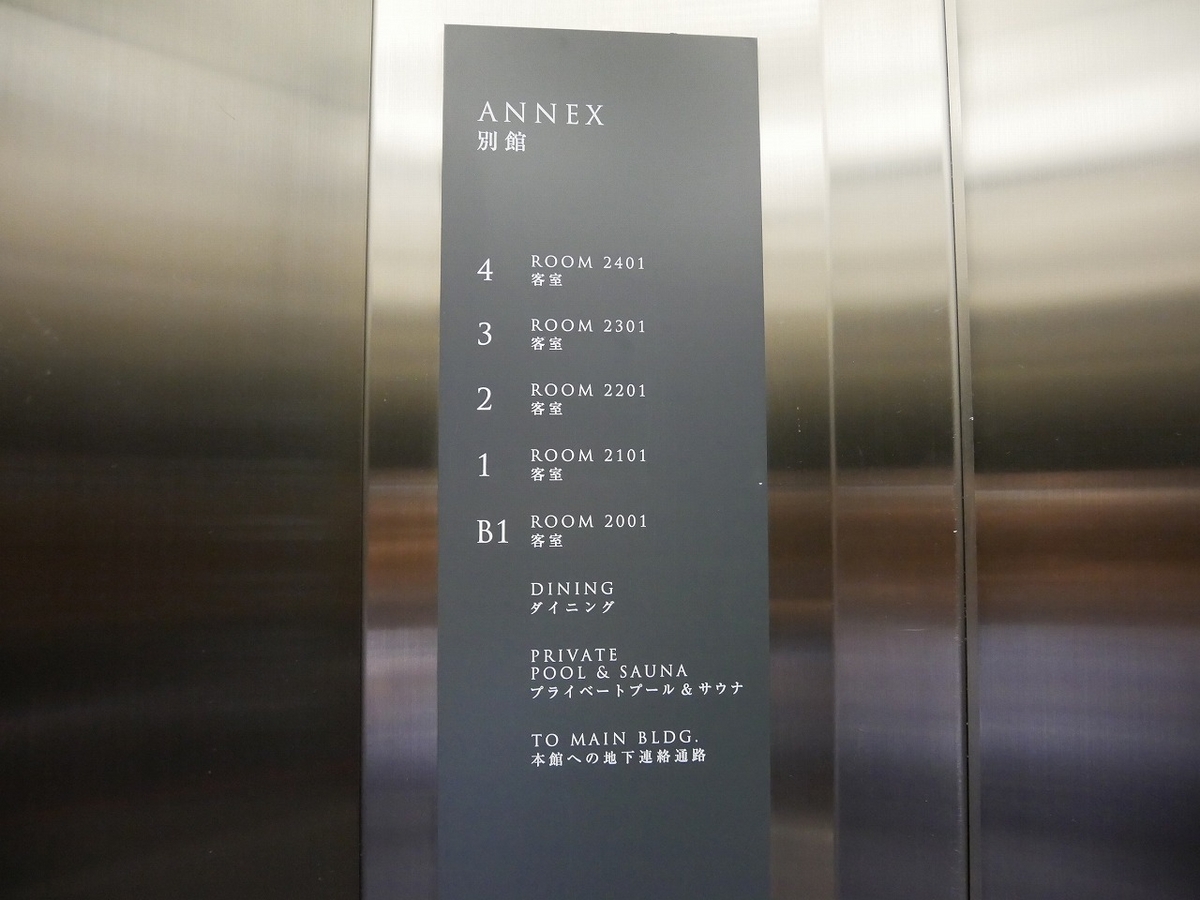 ANNEX
別館
4 ROOM 2401
客室
3 ROOM 2301
客室
2 ROOM 2201
客室
1 ROOM 2101
客室
B1 ROOM 2001
客室
DINING
ダイニング
PRIVATE
POOL & SAUNA
プライベートプール&サウナ
TO MAIN BLDG.
本館への地下連絡通路